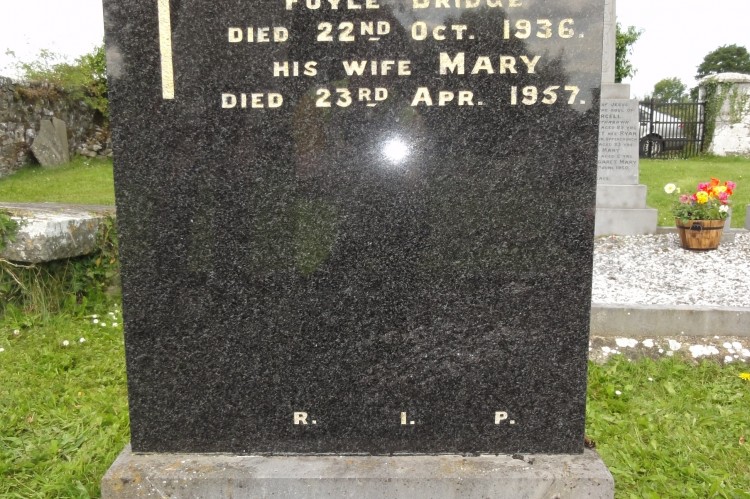 FOYLE BRIDGE
DIED 22ND OCT. 1936.
HIS WIFE MARY
DIED 23RD APR. 1957.
R. I. P.